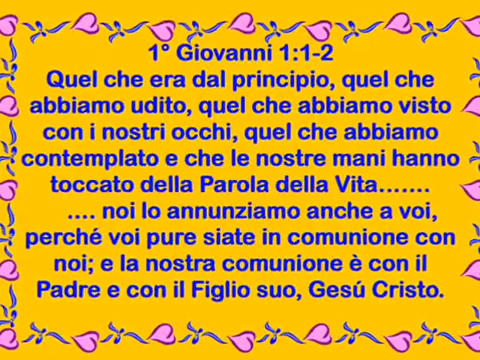 1° Giovanni 1:1-2
Quel che era dal principio, quel che
abbiamo udito, quel che abbiamo visto
con i nostri occhi, quel che abbiamo
contemplato e che le nostre mani hanno
toccato della Parola della Vita.......
.... noi lo annunziamo anche a voi,
perché voi pure siate in comunione con
noi; e la nostra comunione è con il
Padre e con il Figlio suo, Gesú Cristo.